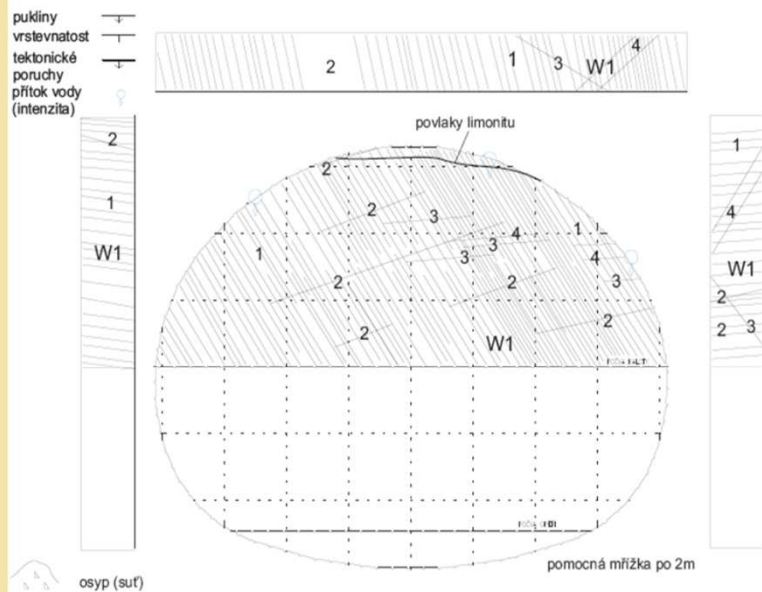 pukliny
vrstevnatost
tektonické
poruchy
přítok vody
(intenzita)
2
1
3
4
W1
povlaky limonitu
2
1
W1
2
2
3
1
2
3
4
3
2
1
4
3
2
2
W1
1
4
W1
2
2
3
osyp (suť)
pomocná mřížka po 2m